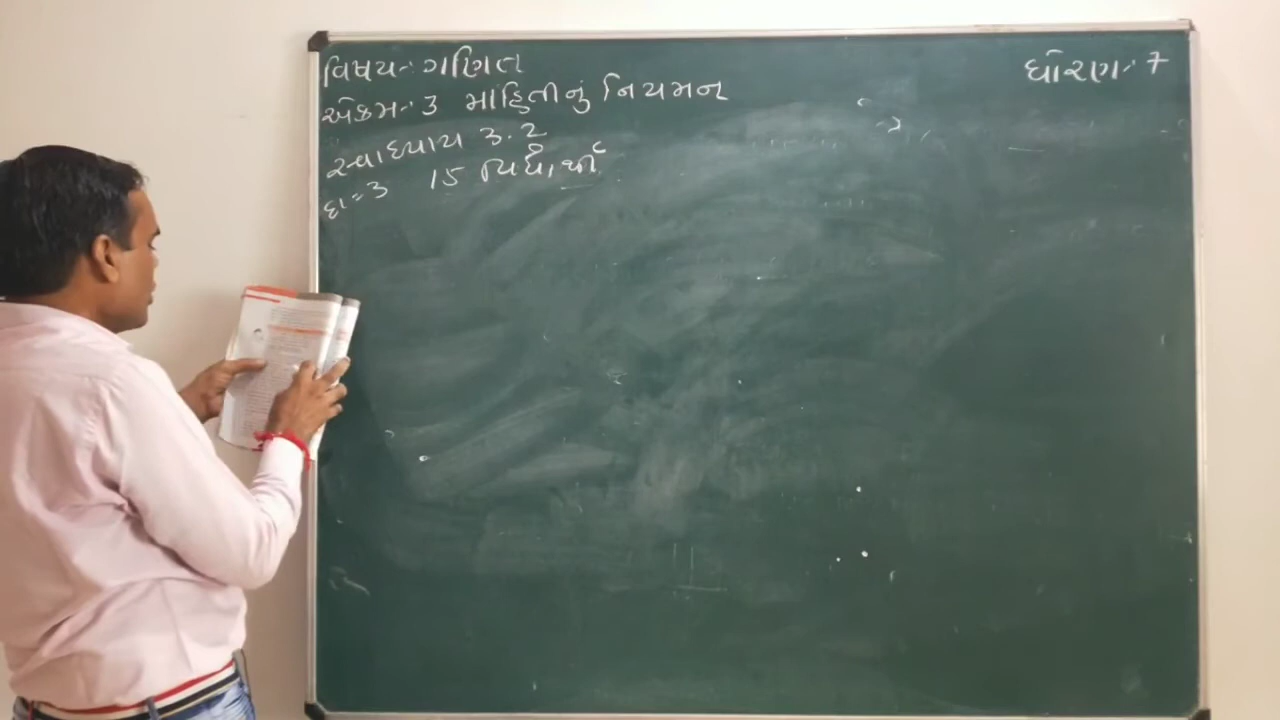 વિષય:- ગણિત
ધોરણ:- 7
એકમ:- 3 માહિતીનું નિયમન
સ્વાધ્યાય 3.2
દા = 3 15